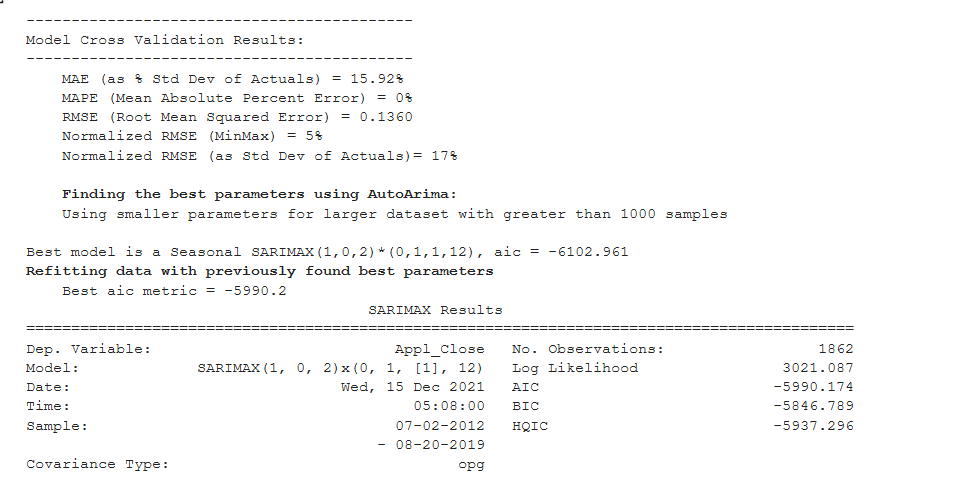 -------------------------------------------
Model Cross Validation Results:
-------------------------------------------
MAE (as % Std Dev of Actuals) = 15.92%
MAPE (Mean Absolute Percent Error) = 0%
RMSE (Root Mean Squared Error) = 0.1360
Normalized RMSE (MinMax) = 5%
Normalized RMSE (as Std Dev of Actuals)= 17%
Finding the best parameters using AutoArima:
Using smaller parameters for larger dataset with greater than 1000 samples
Best model is a Seasonal SARIMAX(1,0,2)*(0,1,1,12), aic = -6102.961
Refitting data with previously found best parameters
Best aic metric = -5990.2
SARIMAX Results
============================================================================================
Dep. Variable: Appl_Close No. Observations: 1862
Model: SARIMAX(1, 0, 2)x(0, 1, [1], 12) Log Likelihood 3021.087
Date: Wed, 15 Dec 2021 AIC -5990.174
Time: 05:08:00 BIC -5846.789
Sample: 07-02-2012 HQIC -5937.296
- 08-20-2019
Covariance Type: opg